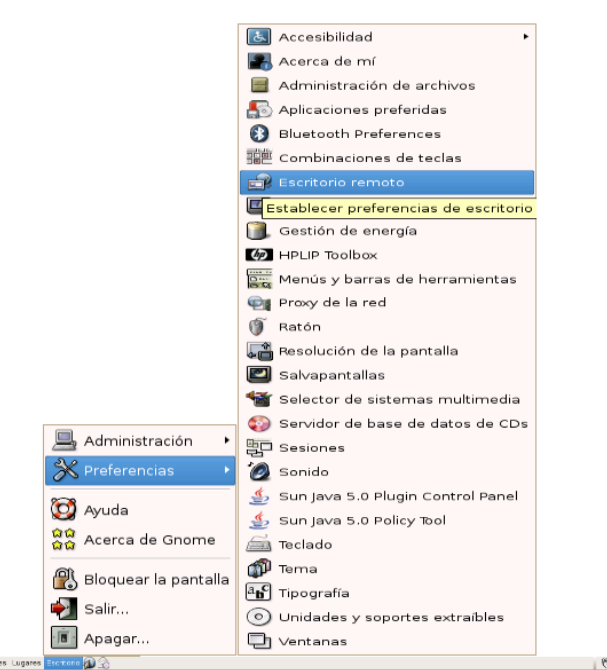 Accesibilidad
Acerca de mí
Administración de archivos
Aplicaciones preferidas
Bluetooth Preferences
Combinaciones de teclas
Escritorio remoto
Establecer preferencias de escritorio
Gestión de energía
HPLIP Toolbox
Menús y barras de herramientas
Proxy de la red
Ratón
Resolución de la pantalla
Salvapantallas
Selector de sistemas multimedia
Servidor de base de datos de CDs
Sesiones
Sonido
Sun Java 5.0 Plugin Control Panel
Sun Java 5.0 Policy Tool
Teclado
Tema
Tipografía
Unidades y soportes extraíbles
Ventanas
Administración
Preferencias
Ayuda
Acerca de Gnome
Bloquear la pantalla
Salir...
Apagar...
es Lugares Escritorio